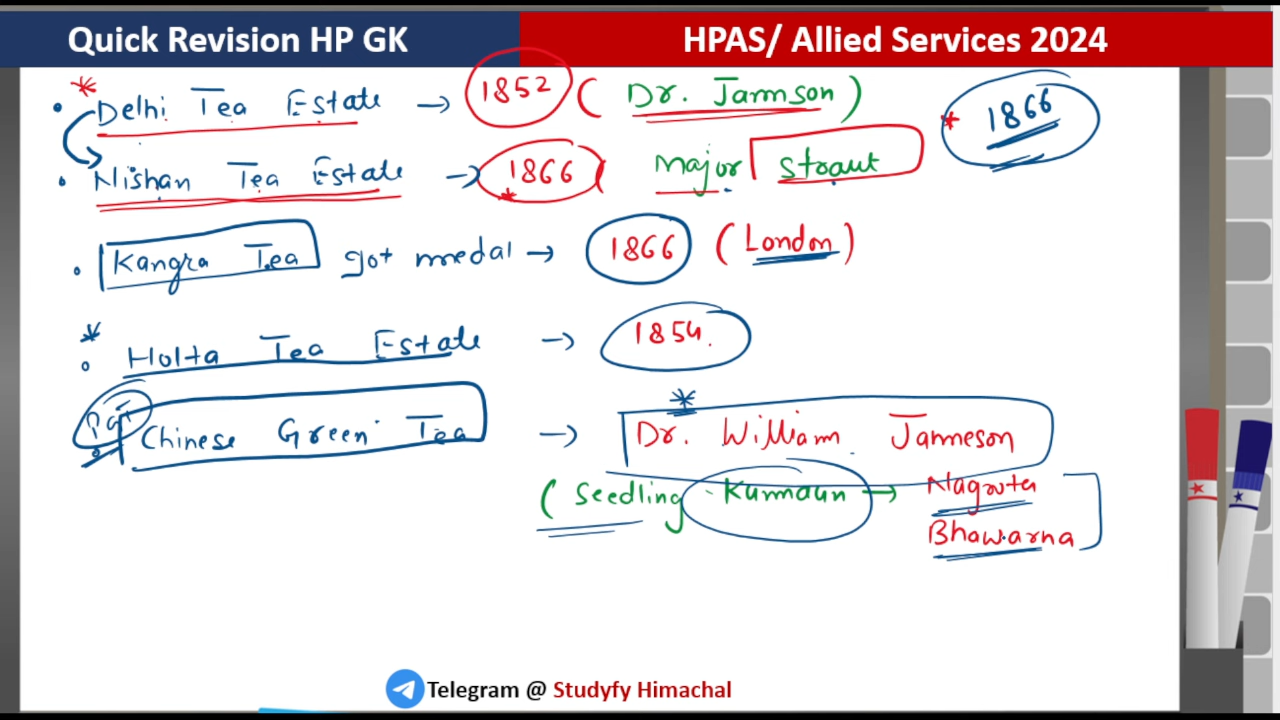 Quick Revision HP GK HPAS/ Allied Services 2024
* Delhi Tea Estate → 1852 ( Dr. Jamson )
* 1866
Nishan Tea Estate → 1866 ( major straut
Kangra Tea got medal → 1866 (London)
* Holta Tea Estate → 1854.
Chinese Green Tea → * Dr. William Jammeson
( Seedling - Kumaun → Nagrota
Bhawarna
Telegram @ Studyfy Himachal